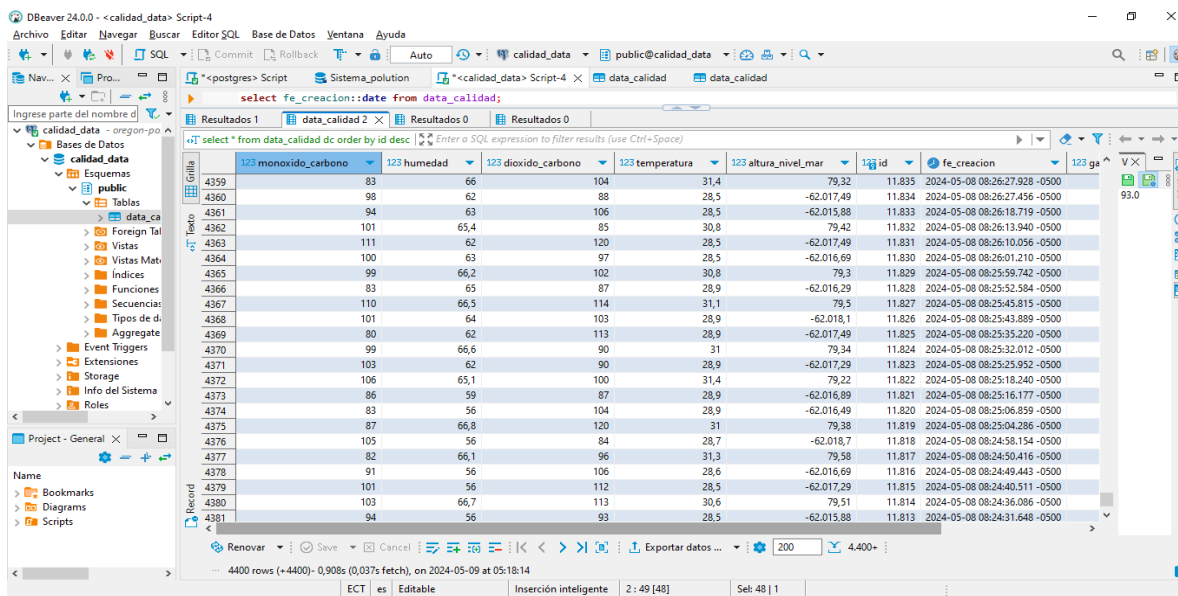 DBeaver 24.0.0 - <calidad_data> Script-4
Archivo Editar Navegar Buscar Editor SQL Base de Datos Ventana Ayuda
SQL Commit Rollback Auto calidad_data public@calidad_data
Nav... Pro... *<postgres> Script Sistema_polution *<calidad_data> Script-4 data_calidad data_calidad
select fe_creacion::date from data_calidad;
Ingrese parte del nombre d
Resultados 1 data_calidad 2 Resultados 0 Resultados 0
select * from data_calidad dc order by id desc Enter a SQL expression to filter results (use Ctrl+Space)
calidad_data - oregon-po
Bases de Datos
calidad_data
Esquemas
public
Tablas
data_ca
Foreign Tal
Vistas
Vistas Mat
Índices
Funciones
Secuencias
Tipos de d
Aggregate
Event Triggers
Extensiones
Storage
Info del Sistema
Roles
Project - General
Name
Bookmarks
Diagrams
Scripts
Grilla
Texto
Record
123 monoxido_carbono 123 humedad 123 dioxido_carbono 123 temperatura 123 altura_nivel_mar 123 id fe_creacion 123 ga
4359 83 66 104 31,4 79,32 11.835 2024-05-08 08:26:27.928 -0500
4360 98 62 88 28,5 -62.017,49 11.834 2024-05-08 08:26:27.456 -0500
4361 94 63 106 28,5 -62.015,88 11.833 2024-05-08 08:26:18.719 -0500
4362 101 65,4 85 30,8 79,42 11.832 2024-05-08 08:26:13.940 -0500
4363 111 62 120 28,5 -62.017,49 11.831 2024-05-08 08:26:10.056 -0500
4364 100 63 97 28,5 -62.016,69 11.830 2024-05-08 08:26:01.210 -0500
4365 99 66,2 102 30,8 79,3 11.829 2024-05-08 08:25:59.742 -0500
4366 83 65 87 28,9 -62.016,29 11.828 2024-05-08 08:25:52.584 -0500
4367 110 66,5 114 31,1 79,5 11.827 2024-05-08 08:25:45.815 -0500
4368 101 64 103 28,9 -62.018,1 11.826 2024-05-08 08:25:43.889 -0500
4369 80 62 113 28,9 -62.017,49 11.825 2024-05-08 08:25:35.220 -0500
4370 99 66,6 90 31 79,34 11.824 2024-05-08 08:25:32.012 -0500
4371 103 62 90 28,9 -62.017,29 11.823 2024-05-08 08:25:25.952 -0500
4372 106 65,1 100 31,4 79,22 11.822 2024-05-08 08:25:18.240 -0500
4373 86 59 87 28,9 -62.016,89 11.821 2024-05-08 08:25:16.177 -0500
4374 83 56 104 28,9 -62.016,49 11.820 2024-05-08 08:25:06.859 -0500
4375 87 66,8 120 31 79,38 11.819 2024-05-08 08:25:04.286 -0500
4376 105 56 84 28,7 -62.018,7 11.818 2024-05-08 08:24:58.154 -0500
4377 82 66,1 96 31,3 79,58 11.817 2024-05-08 08:24:50.416 -0500
4378 91 56 106 28,6 -62.016,69 11.816 2024-05-08 08:24:49.443 -0500
4379 101 56 112 28,5 -62.017,29 11.815 2024-05-08 08:24:40.511 -0500
4380 103 66,7 113 30,6 79,51 11.814 2024-05-08 08:24:36.086 -0500
4381 94 56 93 28,5 -62.015,88 11.813 2024-05-08 08:24:31.648 -0500
93.0
Renovar Save Cancel Exportar datos ... 200 4.400+
4400 rows (+4400)- 0,908s (0,037s fetch), on 2024-05-09 at 05:18:14
ECT es Editable Inserción inteligente 2 : 49 [48] Sel: 48 | 1